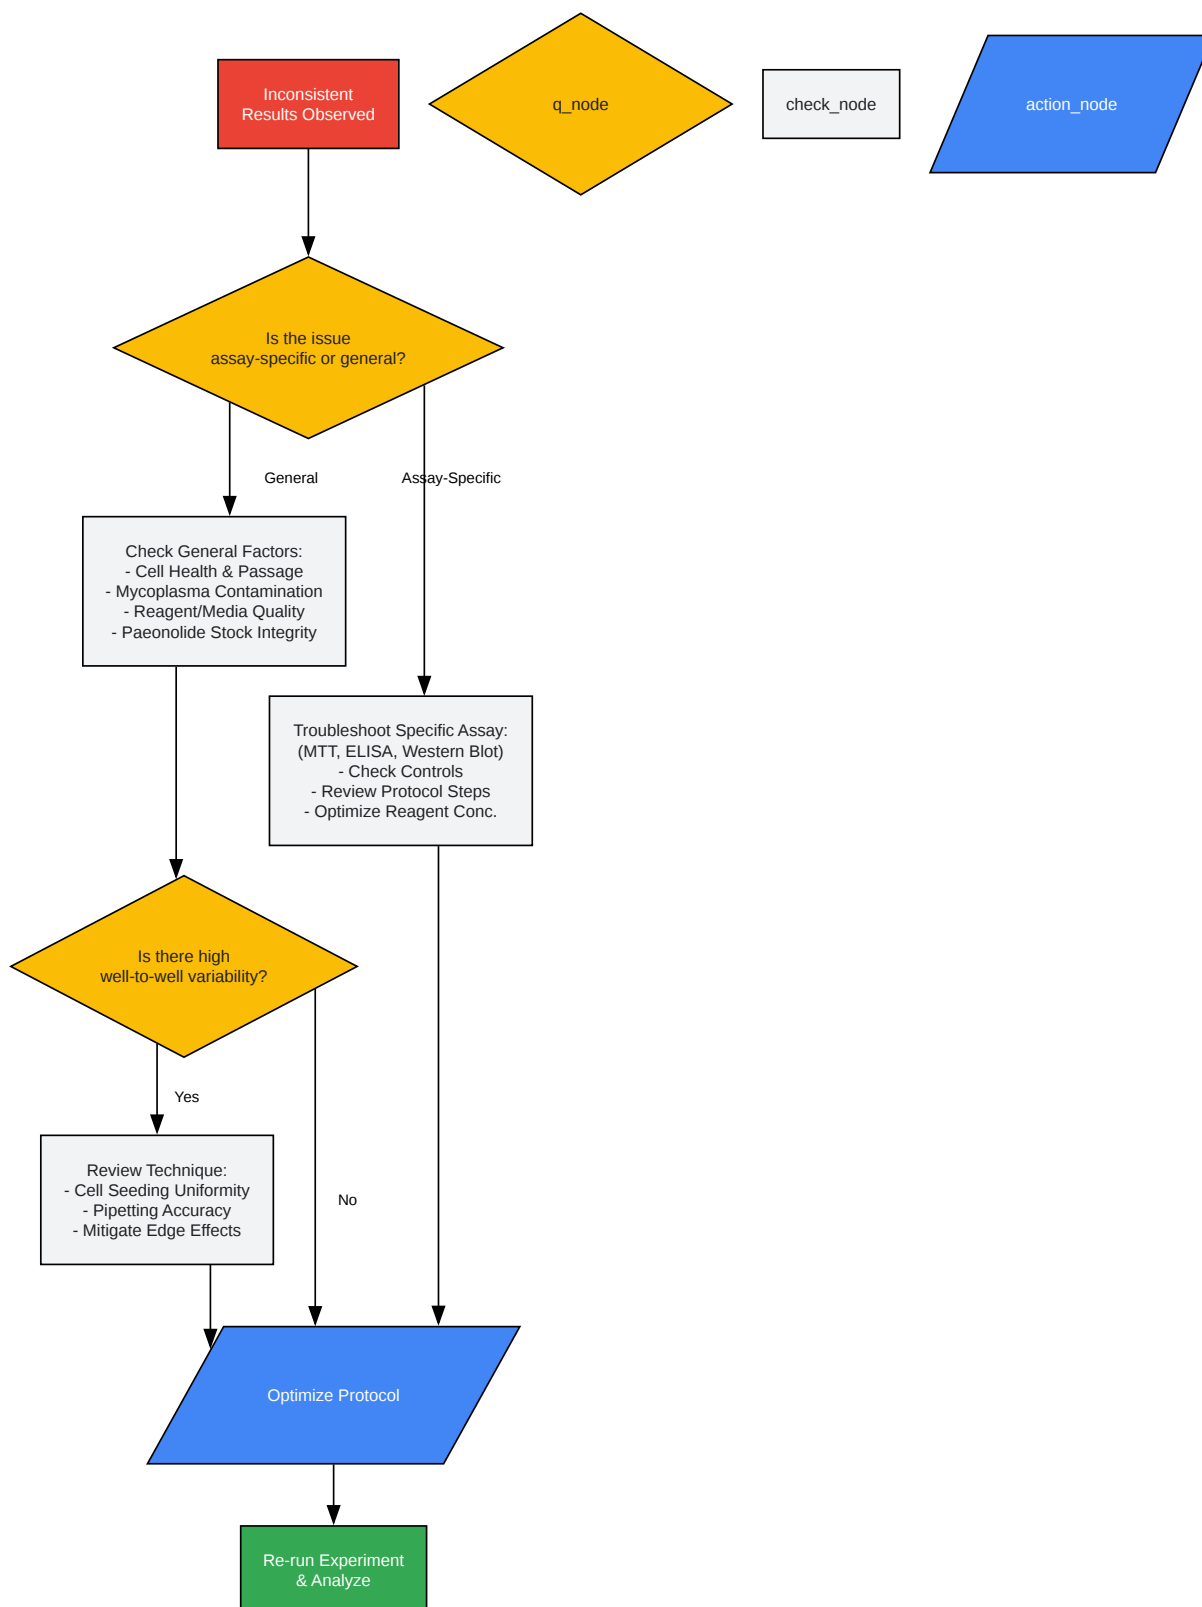 Inconsistent
Results Observed
q_node
check_node
action_node
Is the issue
assay-specific or general?
General
Assay-Specific
Check General Factors:
- Cell Health & Passage
- Mycoplasma Contamination
- Reagent/Media Quality
- Paeonolide Stock Integrity
Troubleshoot Specific Assay:
(MTT, ELISA, Western Blot)
- Check Controls
- Review Protocol Steps
- Optimize Reagent Conc.
Is there high
well-to-well variability?
Yes
Review Technique:
- Cell Seeding Uniformity
- Pipetting Accuracy
- Mitigate Edge Effects
No
Optimize Protocol
Re-run Experiment
& Analyze